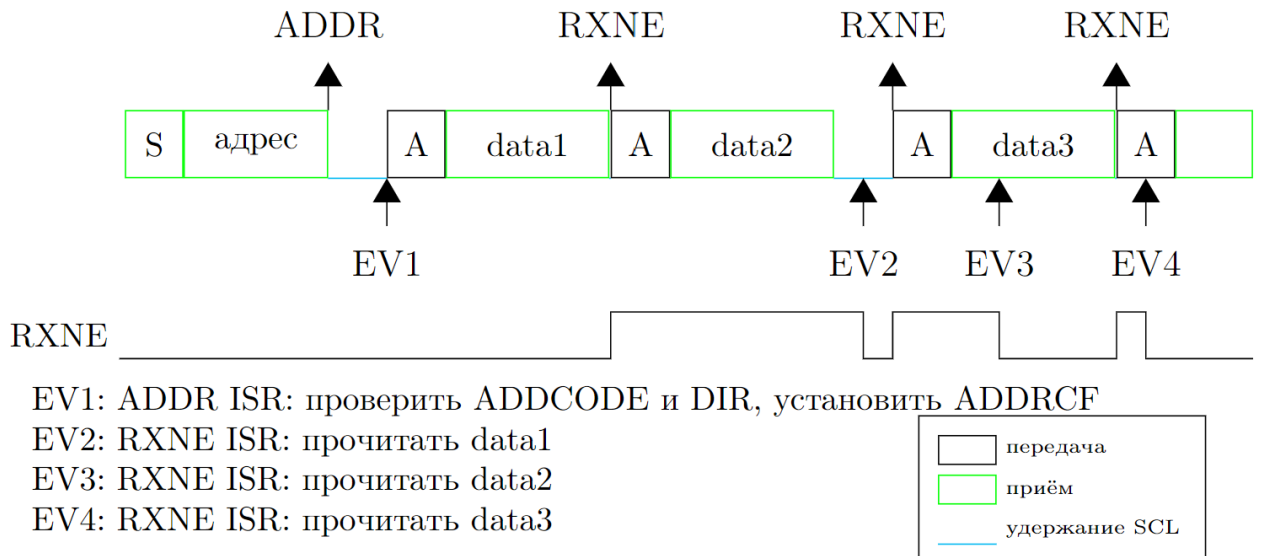 ADDR RXNE RXNE RXNE
S адрес A data1 A data2 A data3 A
EV1 EV2 EV3 EV4
RXNE
EV1: ADDR ISR: проверить ADDCODE и DIR, установить ADDRCF
EV2: RXNE ISR: прочитать data1
EV3: RXNE ISR: прочитать data2
EV4: RXNE ISR: прочитать data3
передача
приём
удержание SCL